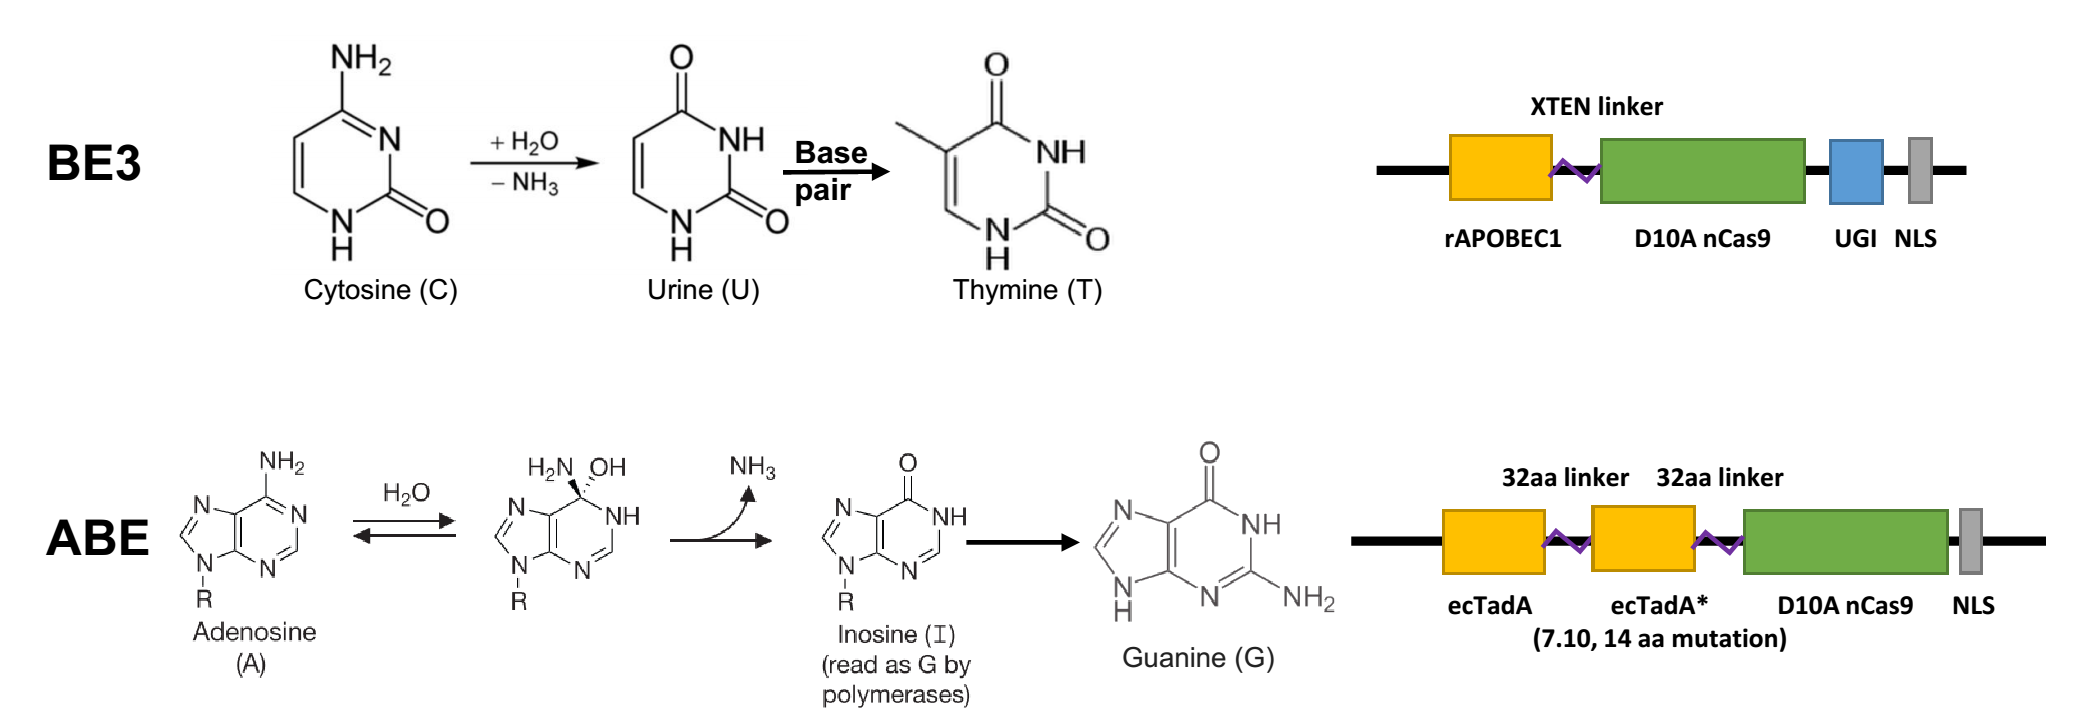 BE3
NH2
N
N
H
O
Cytosine (C)
+ H2O
− NH3
O
NH
N
H
O
Urine (U)
Base
pair
O
NH
N
H
O
Thymine (T)
XTEN linker
rAPOBEC1
D10A nCas9
UGI
NLS
ABE
NH2
N
N
N
N
R
Adenosine
(A)
H2O
H2N
OH
N
NH
N
N
R
NH3
O
N
NH
N
N
R
Inosine (I)
(read as G by
polymerases)
O
N
NH
N
H
N
NH2
Guanine (G)
32aa linker
32aa linker
ecTadA
ecTadA*
D10A nCas9
NLS
(7.10, 14 aa mutation)